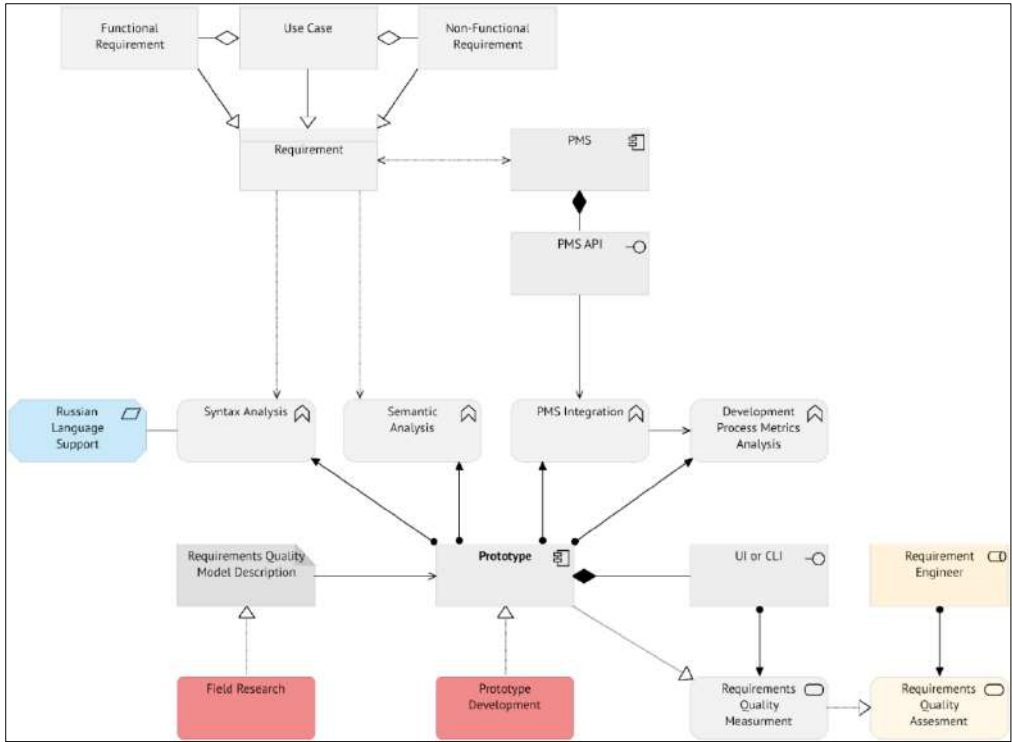 Functional
Requirement
Use Case
Non-Functional
Requirement
Requirement
PMS
PMS API
Russian
Language
Support
Syntax Analysis
Semantic
Analysis
PMS Integration
Development
Process Metrics
Analysis
Requirements Quality
Model Description
Prototype
UI or CLI
Requirement
Engineer
Field Research
Prototype
Development
Requirements
Quality
Measurment
Requirements
Quality
Assesment